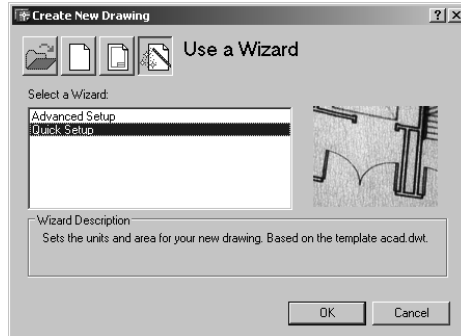 Create New Drawing
Use a Wizard
Select a Wizard:
Advanced Setup
Quick Setup
Wizard Description
Sets the units and area for your new drawing. Based on the template acad.dwt.
OK
Cancel